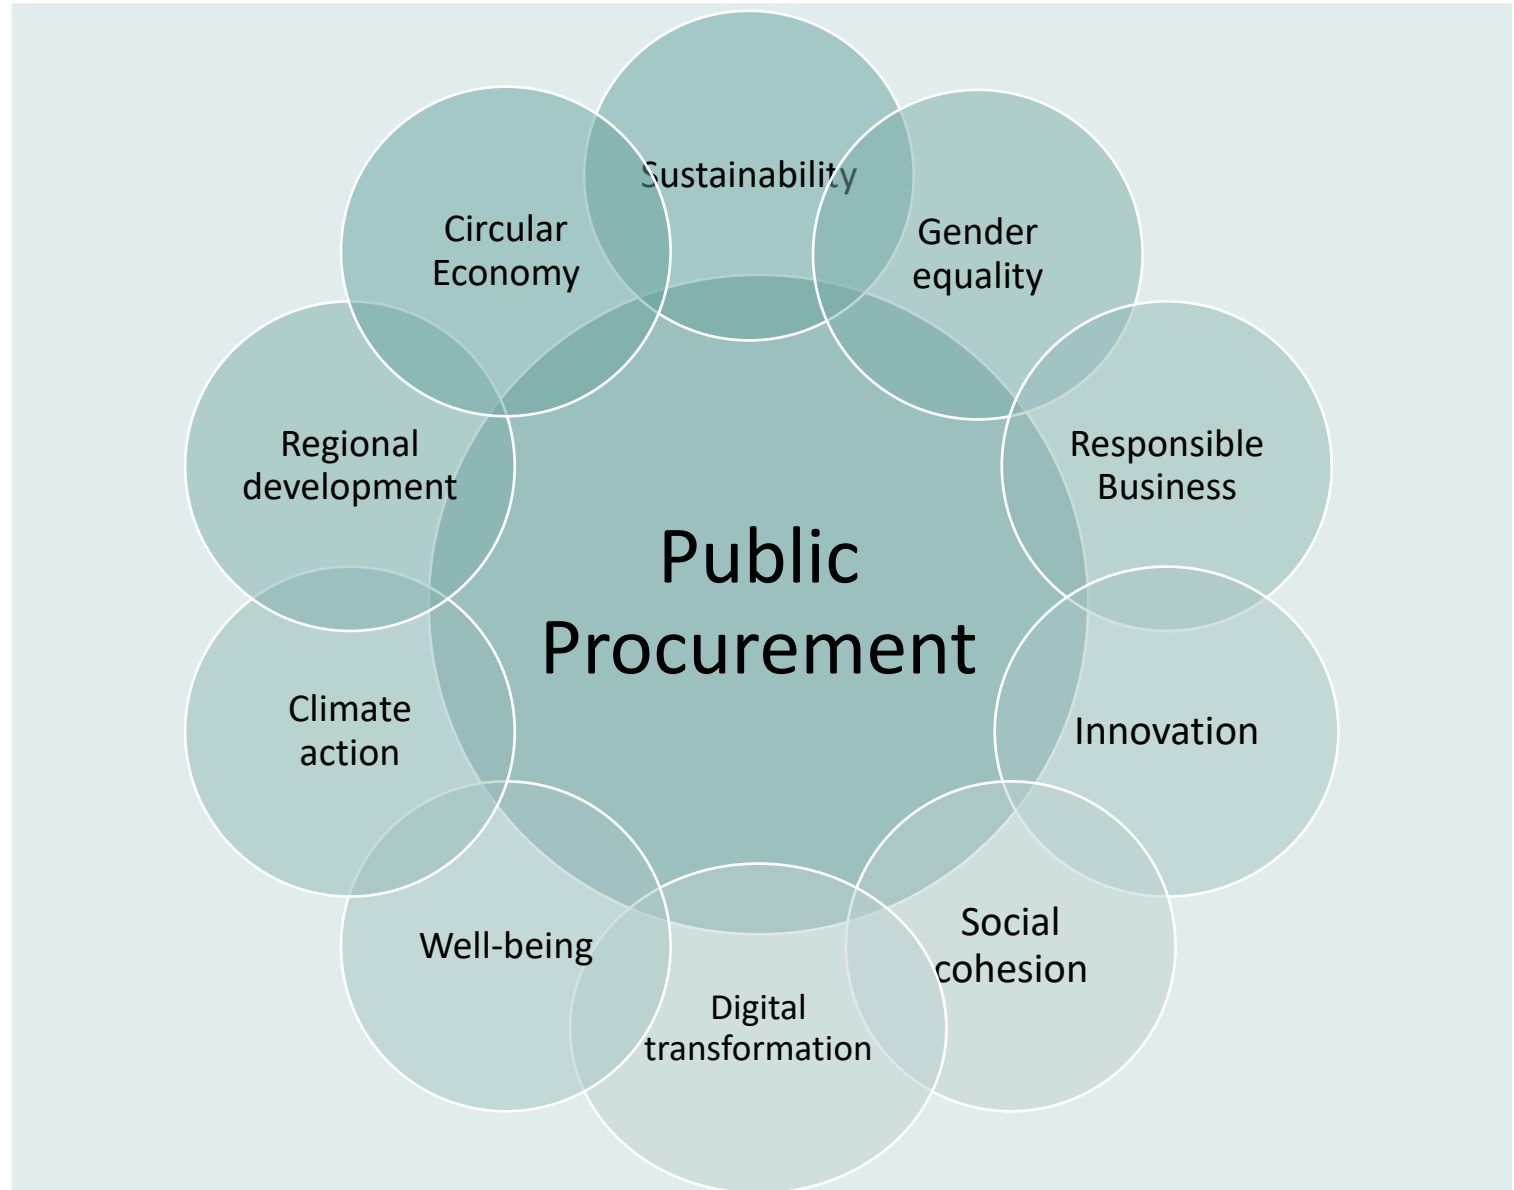 Sustainability
Gender
equality
Responsible
Business
Innovation
Social
cohesion
Digital
transformation
Well-being
Climate
action
Regional
development
Circular
Economy
Public
Procurement